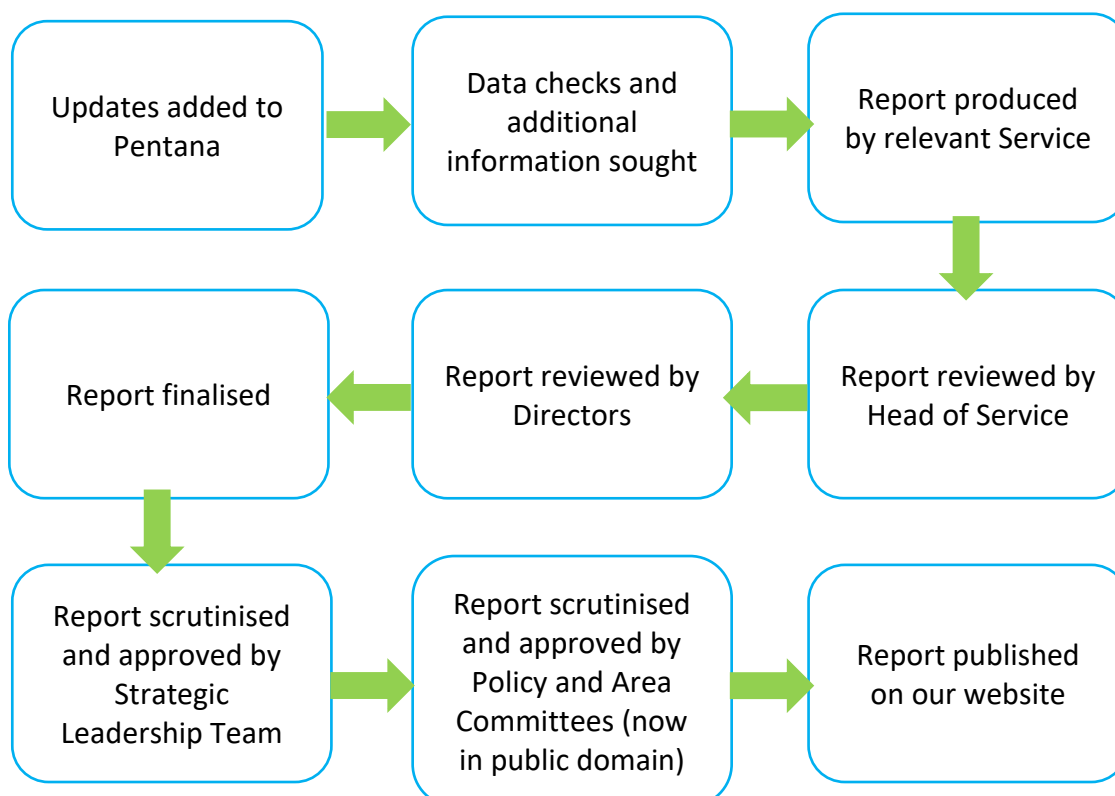 Updates added to
Pentana
Data checks and
additional
information sought
Report produced
by relevant Service
Report reviewed by
Head of Service
Report reviewed by
Directors
Report finalised
Report scrutinised
and approved by
Strategic
Leadership Team
Report scrutinised
and approved by
Policy and Area
Committees (now
in public domain)
Report published
on our website